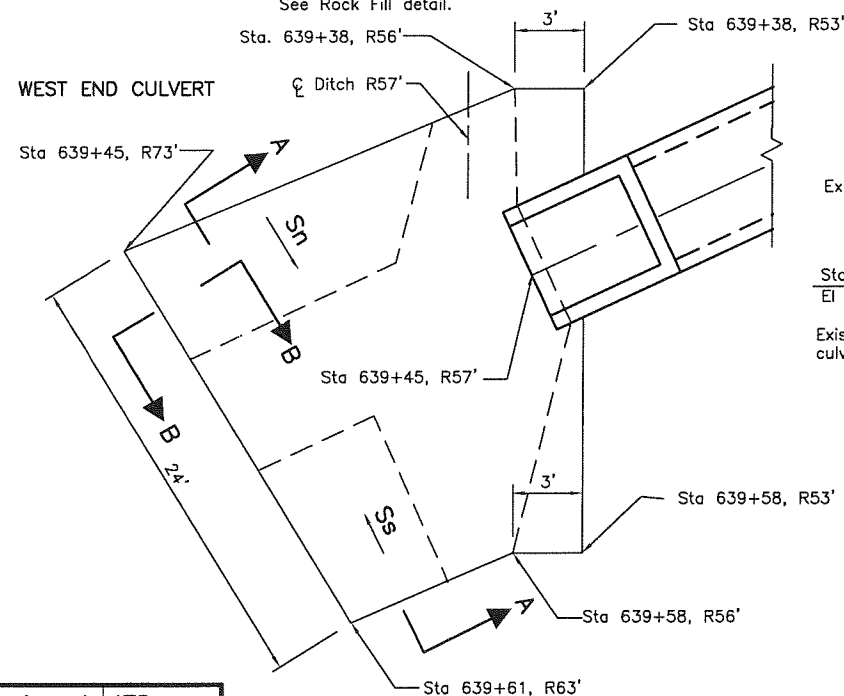 See Rock Fill detail.
Sta. 639+38, R56'
3'
Sta 639+38, R53'
WEST END CULVERT
℄ Ditch R57'
Sta 639+45, R73'
A
Sn
B
B
24'
Sta 639+45, R57'
3'
Ss
Sta 639+58, R53'
A
Sta 639+58, R56'
Sta 639+61, R63'
Ex
Sta
El
Exis
culv